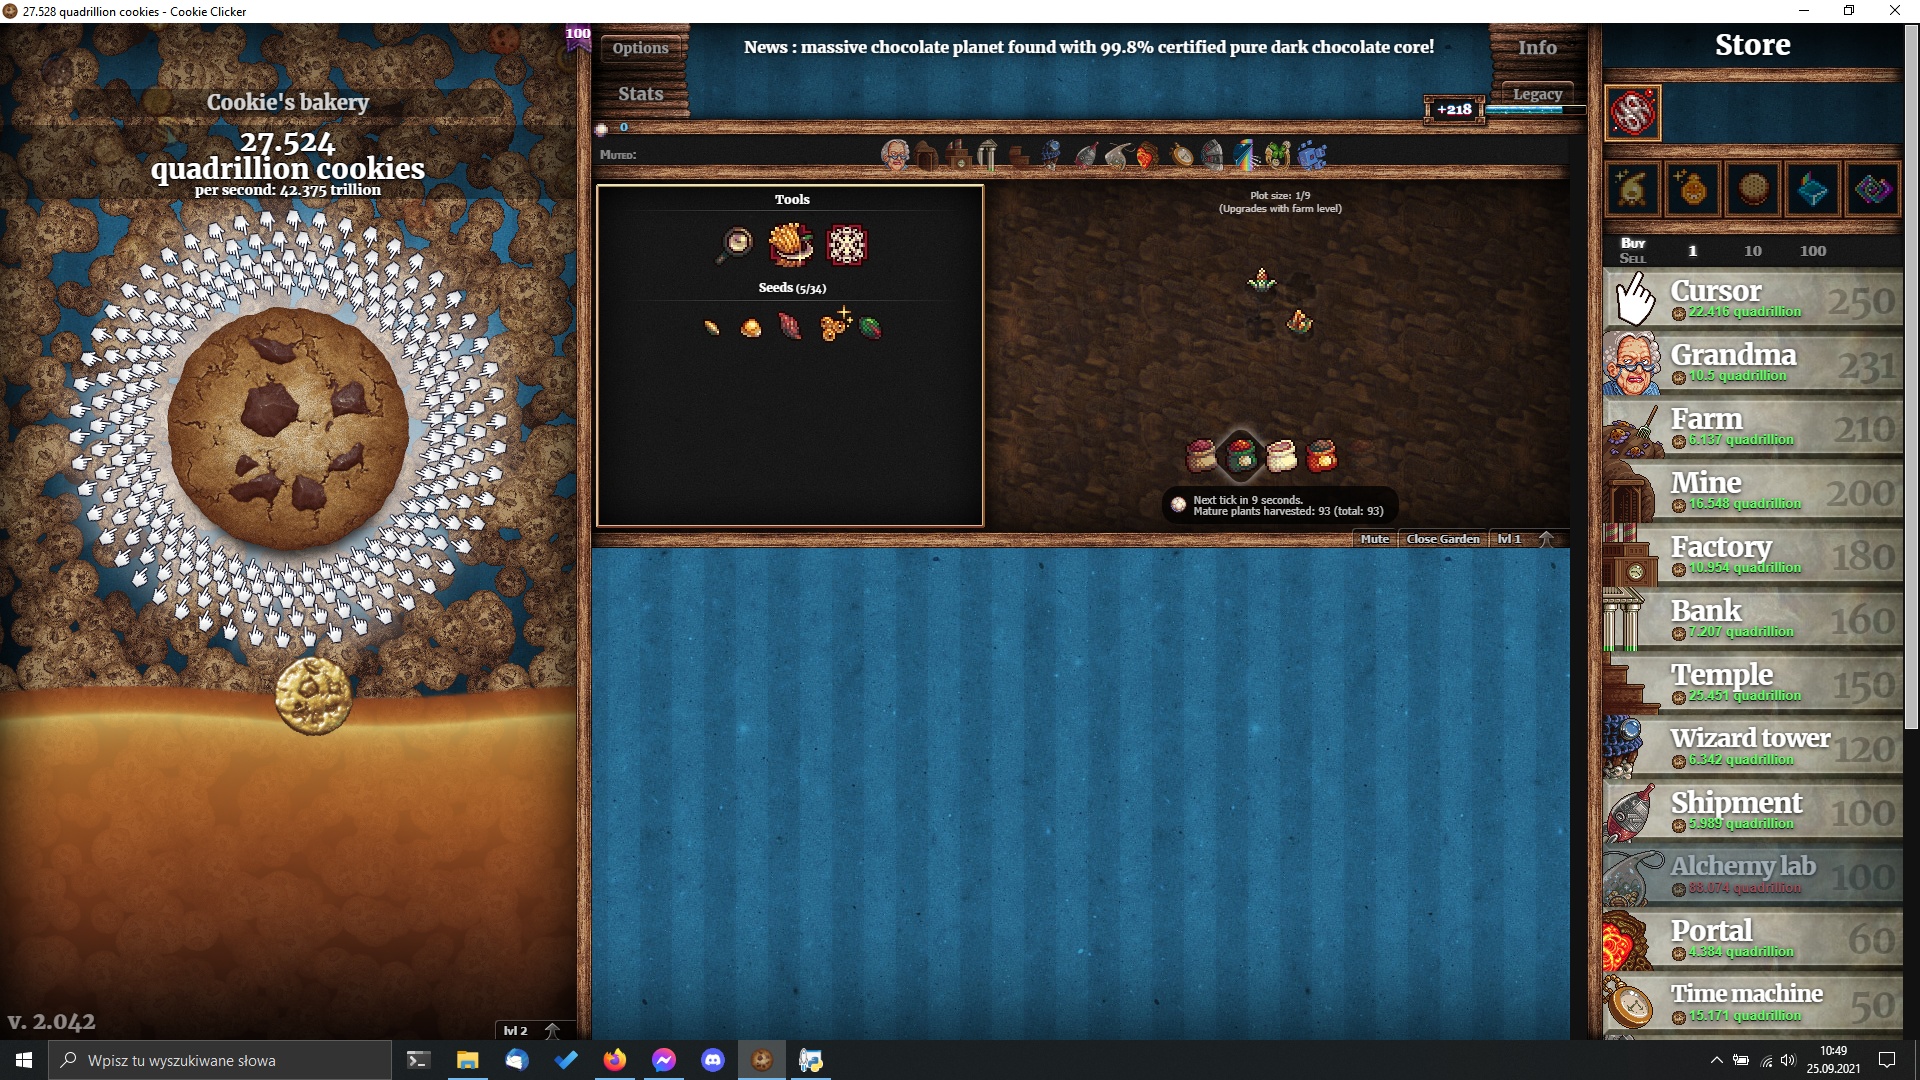 27.528 quadrillion cookies - Cookie Clicker
100
Options
Stats
News : massive chocolate planet found with 99.8% certified pure dark chocolate core!
Info
Legacy
+218
Store
Cookie's bakery
27.524
quadrillion cookies
per second: 42.375 trillion
0
Muted:
Tools
Seeds (5/34)
Plot size: 1/9
(Upgrades with farm level)
Next tick in 9 seconds.
Mature plants harvested: 93 (total: 93)
Mute
Close Garden
lvl 1
Buy
Sell
1
10
100
Cursor
22.416 quadrillion
250
Grandma
10.5 quadrillion
231
Farm
6.137 quadrillion
210
Mine
16.548 quadrillion
200
Factory
10.954 quadrillion
180
Bank
7.207 quadrillion
160
Temple
25.451 quadrillion
150
Wizard tower
6.342 quadrillion
120
Shipment
5.989 quadrillion
100
Alchemy lab
88.074 quadrillion
100
Portal
4.384 quadrillion
60
Time machine
15.171 quadrillion
50
v. 2.042
lvl 2
Wpisz tu wyszukiwane słowa
10:49
25.09.2021